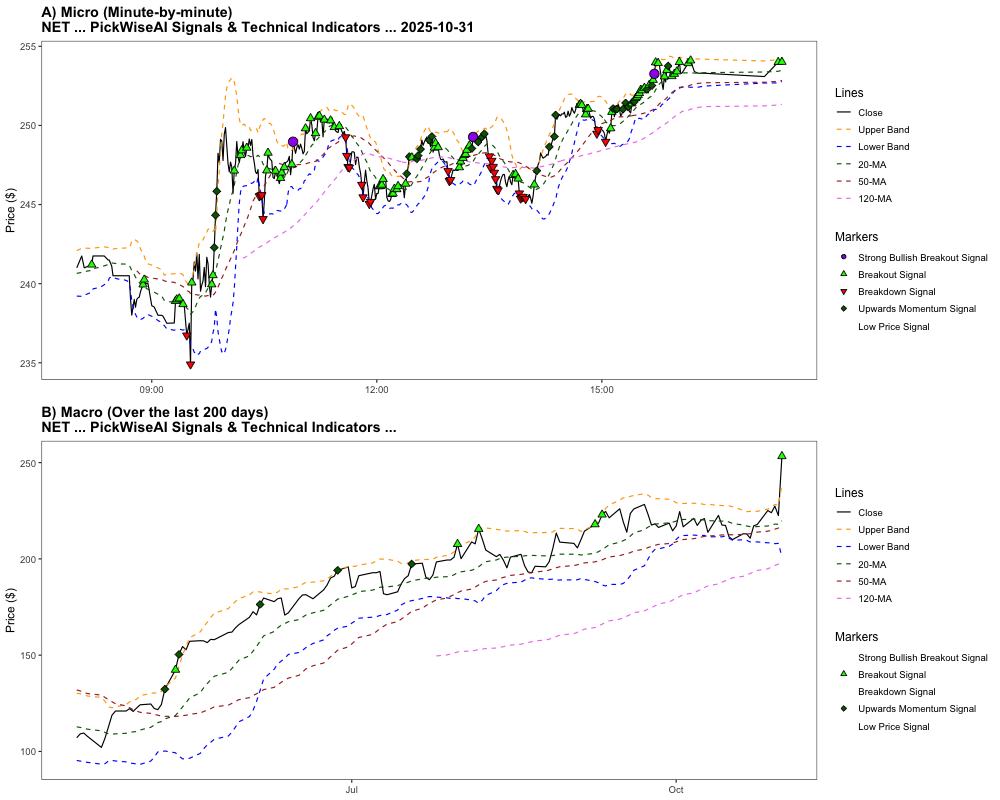 A) Micro (Minute-by-minute)
NET ... PickWiseAI Signals & Technical Indicators ... 2025-10-31
255
250
245
240
235
Price ($)
09:00
12:00
15:00
Lines
Close
Upper Band
Lower Band
20-MA
50-MA
120-MA
Markers
Strong Bullish Breakout Signal
Breakout Signal
Breakdown Signal
Upwards Momentum Signal
Low Price Signal
B) Macro (Over the last 200 days)
NET ... PickWiseAI Signals & Technical Indicators ...
250
200
150
100
Price ($)
Jul
Oct
Lines
Close
Upper Band
Lower Band
20-MA
50-MA
120-MA
Markers
Strong Bullish Breakout Signal
Breakout Signal
Breakdown Signal
Upwards Momentum Signal
Low Price Signal